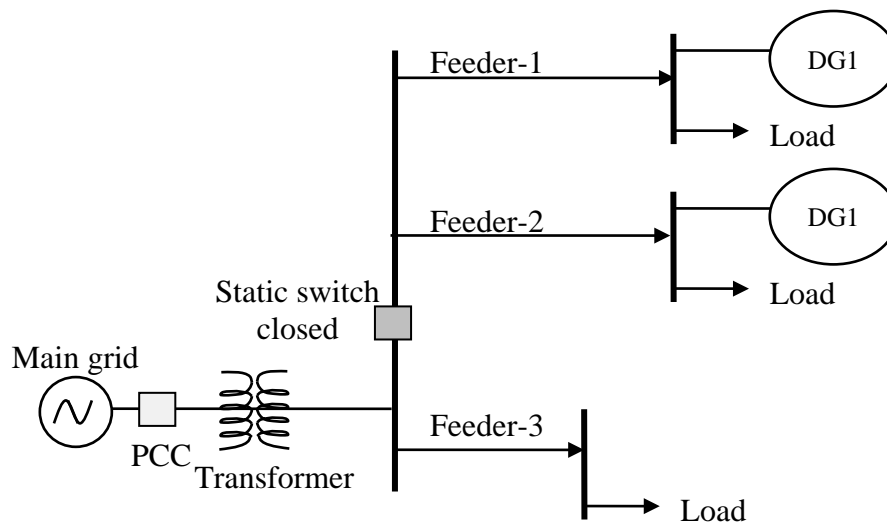 Feeder-1
DG1
Load
Feeder-2
DG1
Load
Static switch
closed
Main grid
PCC
Transformer
Feeder-3
Load